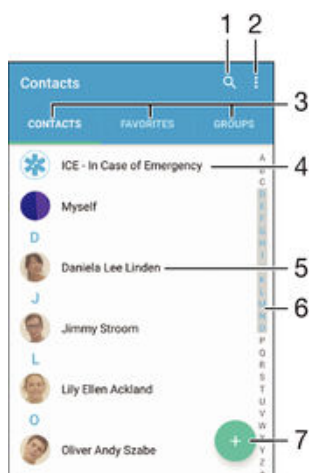 1 2
Contacts
3
CONTACTS FAVORITES GROUPS
ICE - In Case of Emergency
4
Myself
D
Daniela Lee Linden
5
J
Jimmy Stroom
6
L
Lily Ellen Ackland
O
Oliver Andy Szabe
7
A
B
C
D
E
F
G
H
I
K
L
M
N
O
P
Q
R
S
T
U
V
W
X
Y
Z